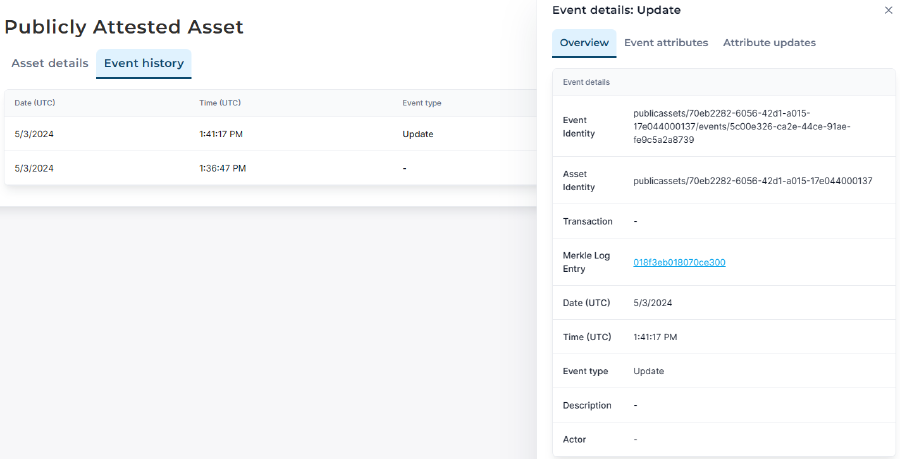 Publicly Attested Asset
Asset details Event history
Date (UTC) Time (UTC) Event type
5/3/2024 1:41:17 PM Update
5/3/2024 1:36:47 PM -
Event details: Update
Overview Event attributes Attribute updates
Event details
Event Identity publicassets/70eb2282-6056-42d1-a015-
17e044000137/events/5c00e326-ca2e-44ce-91ae-
fe9c5a2a8739
Asset Identity publicassets/70eb2282-6056-42d1-a015-17e044000137
Transaction -
Merkle Log Entry 018f3eb018070ce300
Date (UTC) 5/3/2024
Time (UTC) 1:41:17 PM
Event type Update
Description -
Actor -